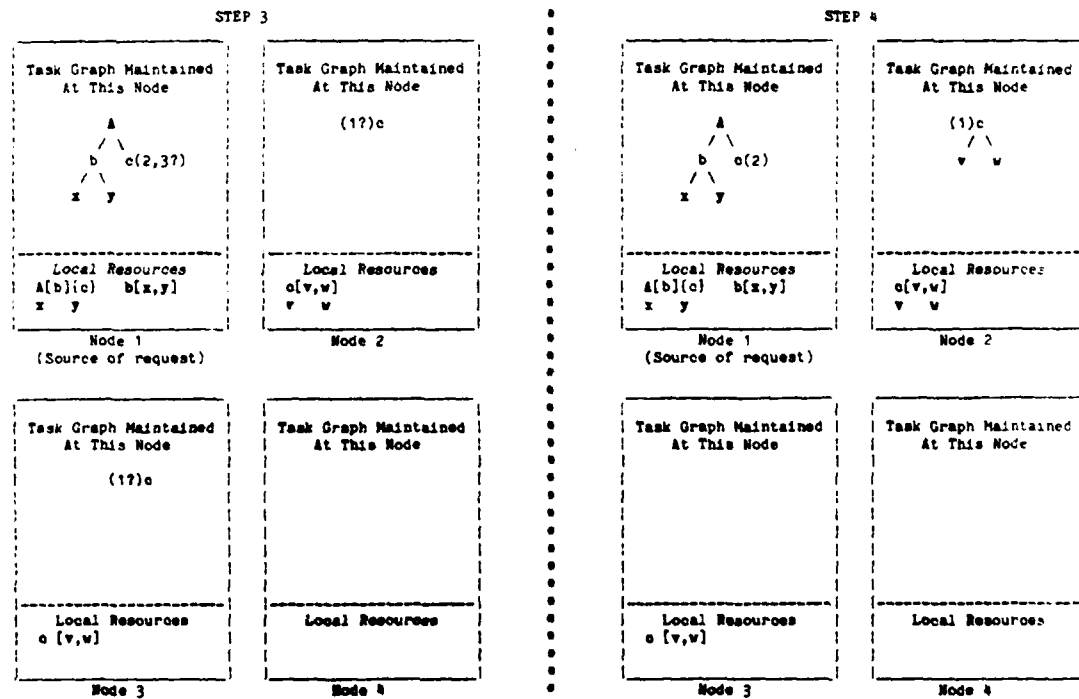 STEP 3
Task Graph Maintained
At This Node
A
b c(2,3?)
x y
Local Resources
A[b]{c} b[x,y]
x y
Node 1
(Source of request)
Task Graph Maintained
At This Node
(1?)c
Local Resources
c[v,w]
v w
Node 2
Task Graph Maintained
At This Node
(1?)c
Local Resources
c [v,w]
Node 3
Task Graph Maintained
At This Node
Local Resources
Node 4
STEP 4
Task Graph Maintained
At This Node
A
b c(2)
x y
Local Resources
A[b]{c} b[x,y]
x y
Node 1
(Source of request)
Task Graph Maintained
At This Node
(1)c
v w
Local Resources
c[v,w]
v w
Node 2
Task Graph Maintained
At This Node
Local Resources
c [v,w]
Node 3
Task Graph Maintained
At This Node
Local Resources
Node 4